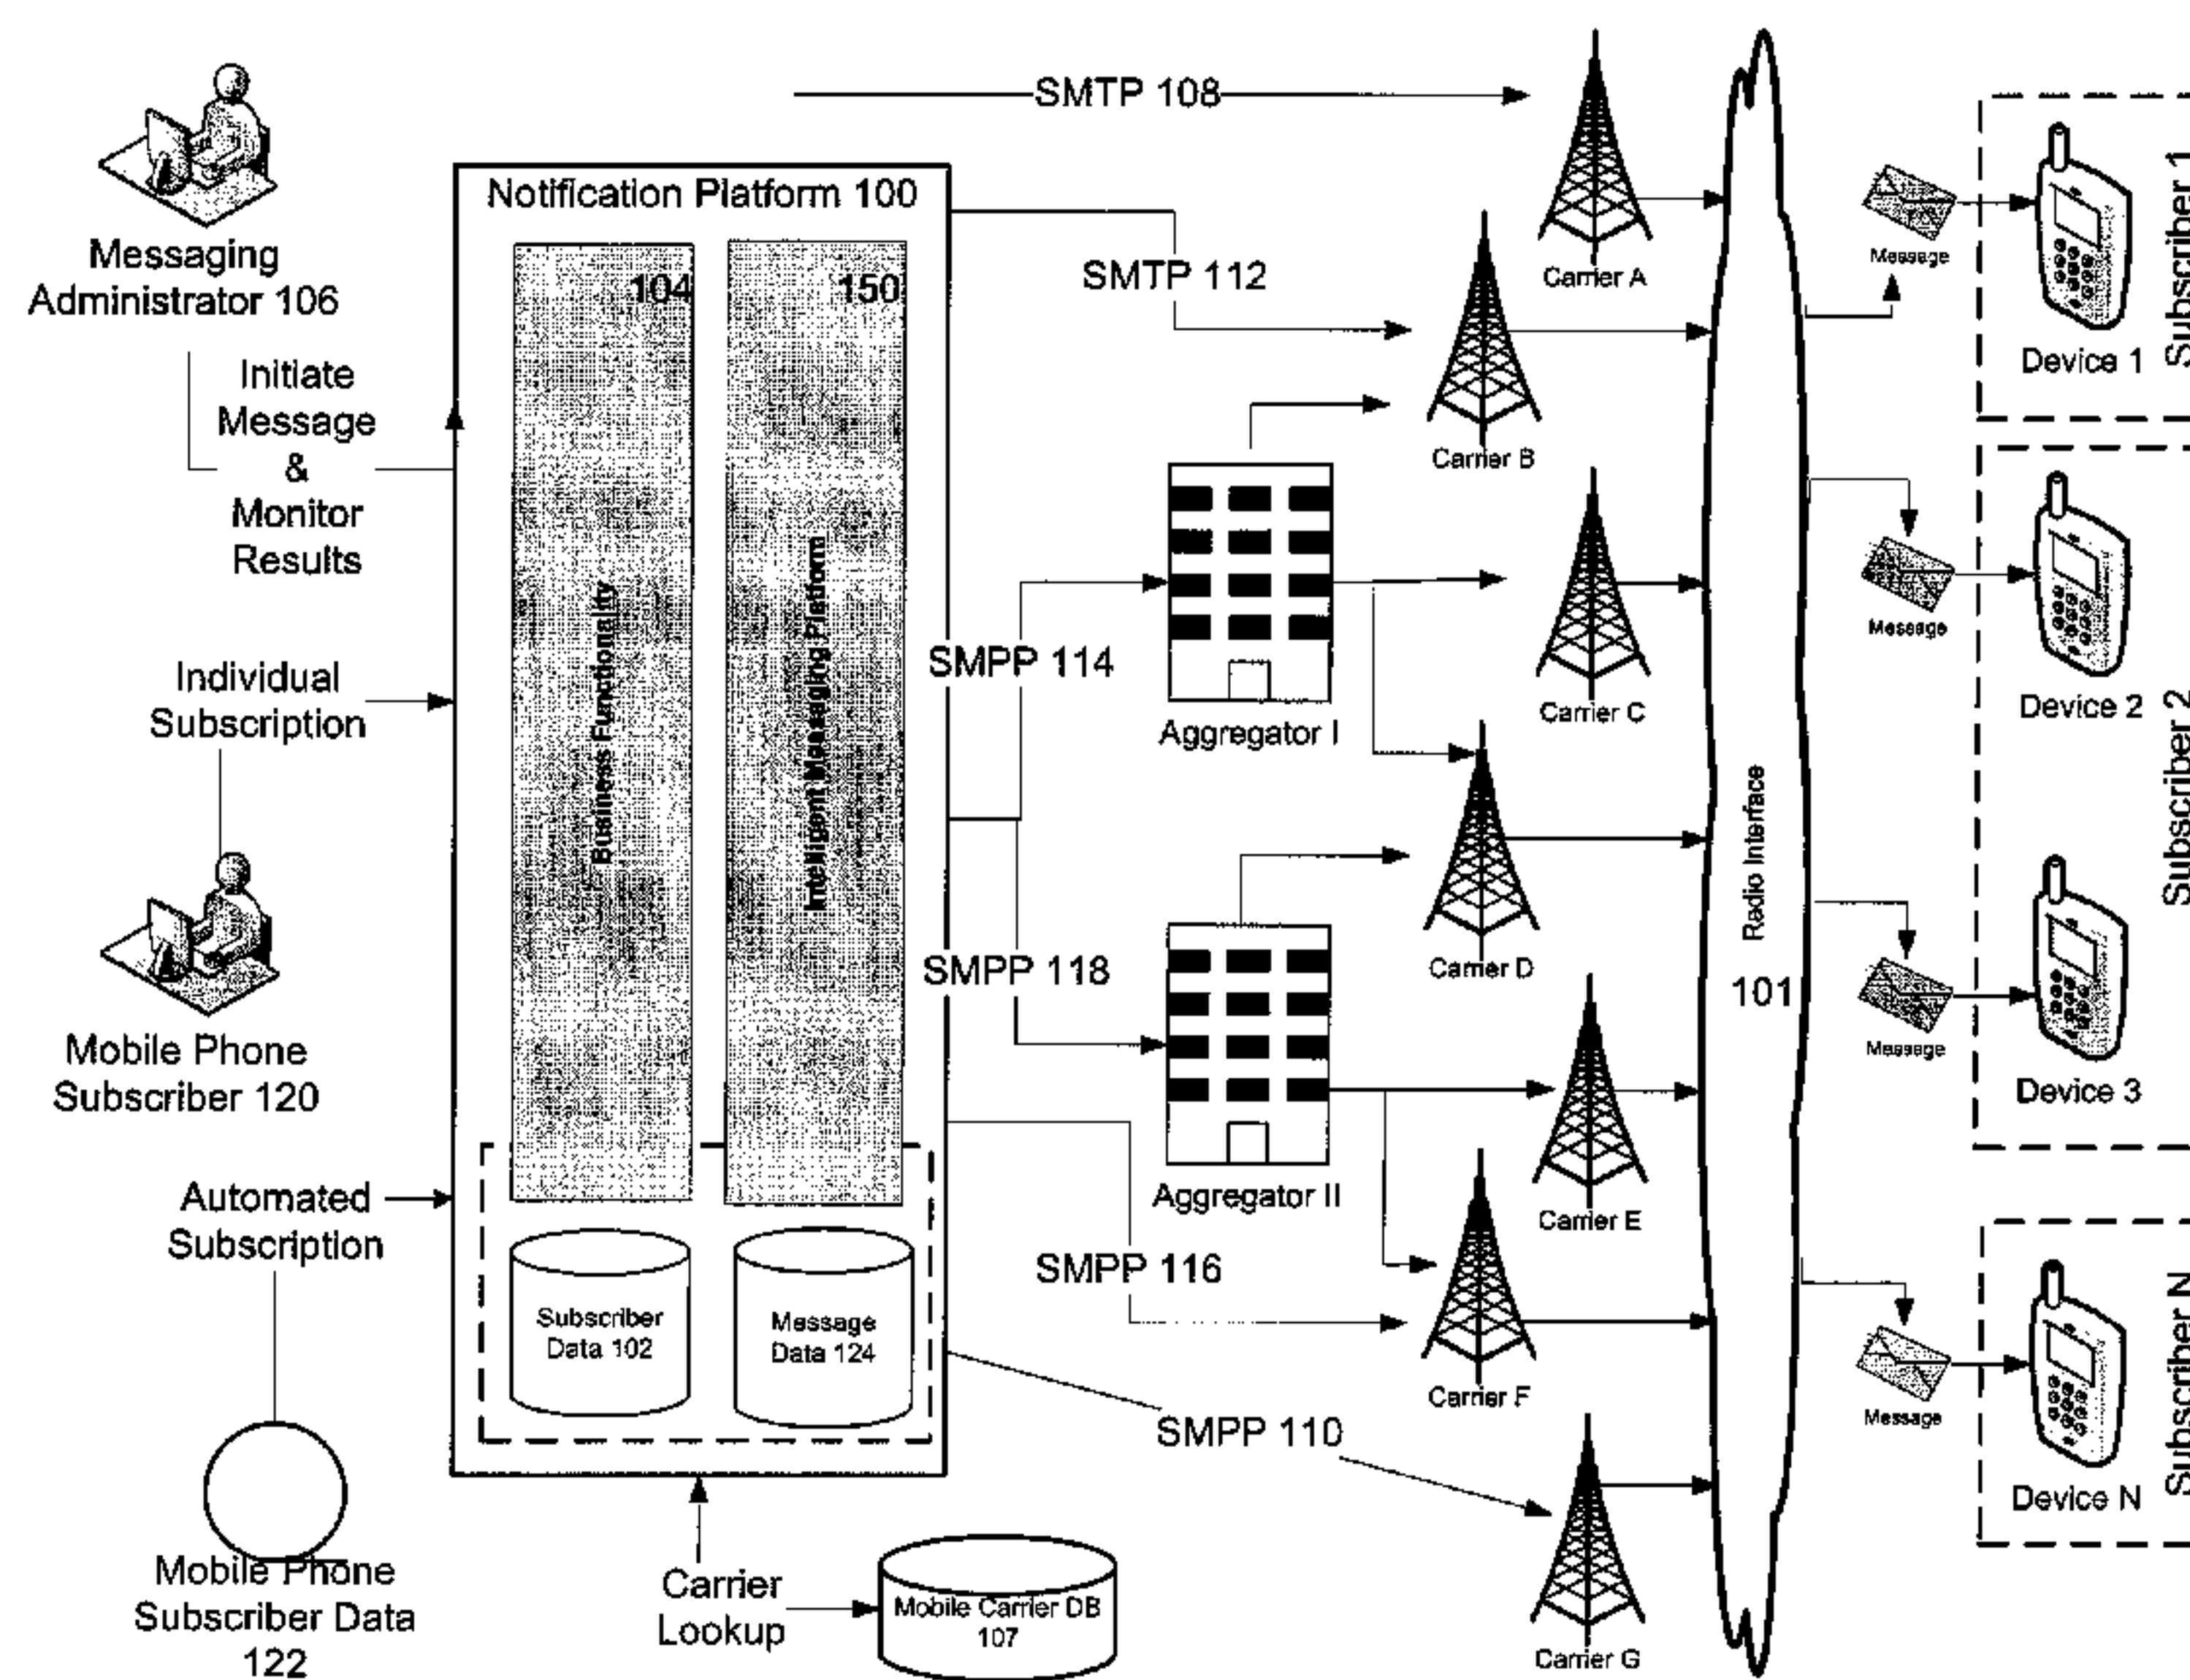 SMTP 108
Messaging
Administrator 106
Initiate
Message
&
Monitor
Results
Individual
Subscription
Mobile Phone
Subscriber 120
Automated
Subscription
Mobile Phone
Subscriber Data
122
Notification Platform 100
104
150
Business Functionality
Intelligent Messaging Platform
Subscriber
Data 102
Message
Data 124
Carrier
Lookup
Mobile Carrier DB
107
SMTP 112
SMPP 114
SMPP 118
SMPP 116
SMPP 110
Aggregator I
Aggregator II
Carrier A
Carrier B
Carrier C
Carrier D
Carrier E
Carrier F
Carrier G
Radio Interface
101
Message
Device 1
Subscriber 1
Message
Device 2
Subscriber 2
Message
Device 3
Message
Device N
Subscriber N